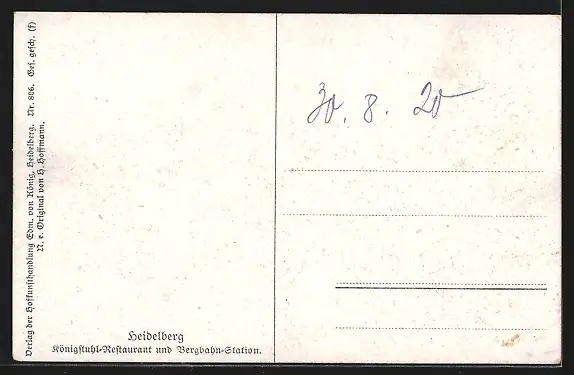 Verlag der Hofkunsthandlung Edm. von König, Heidelberg. Nr. 806. Ges. gesch. (f)
N. e. Original von H. Hoffmann.
30. 8. 20
Heidelberg
Königstuhl-Restaurant und Bergbahn-Station.